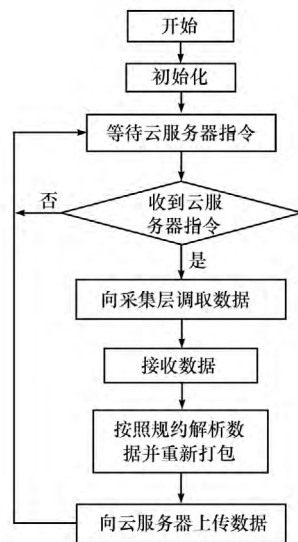 开始
初始化
等待云服务器指令
否
收到云服
务器指令
是
向采集层调取数据
接收数据
按照规约解析数
据并重新打包
向云服务器上传数据